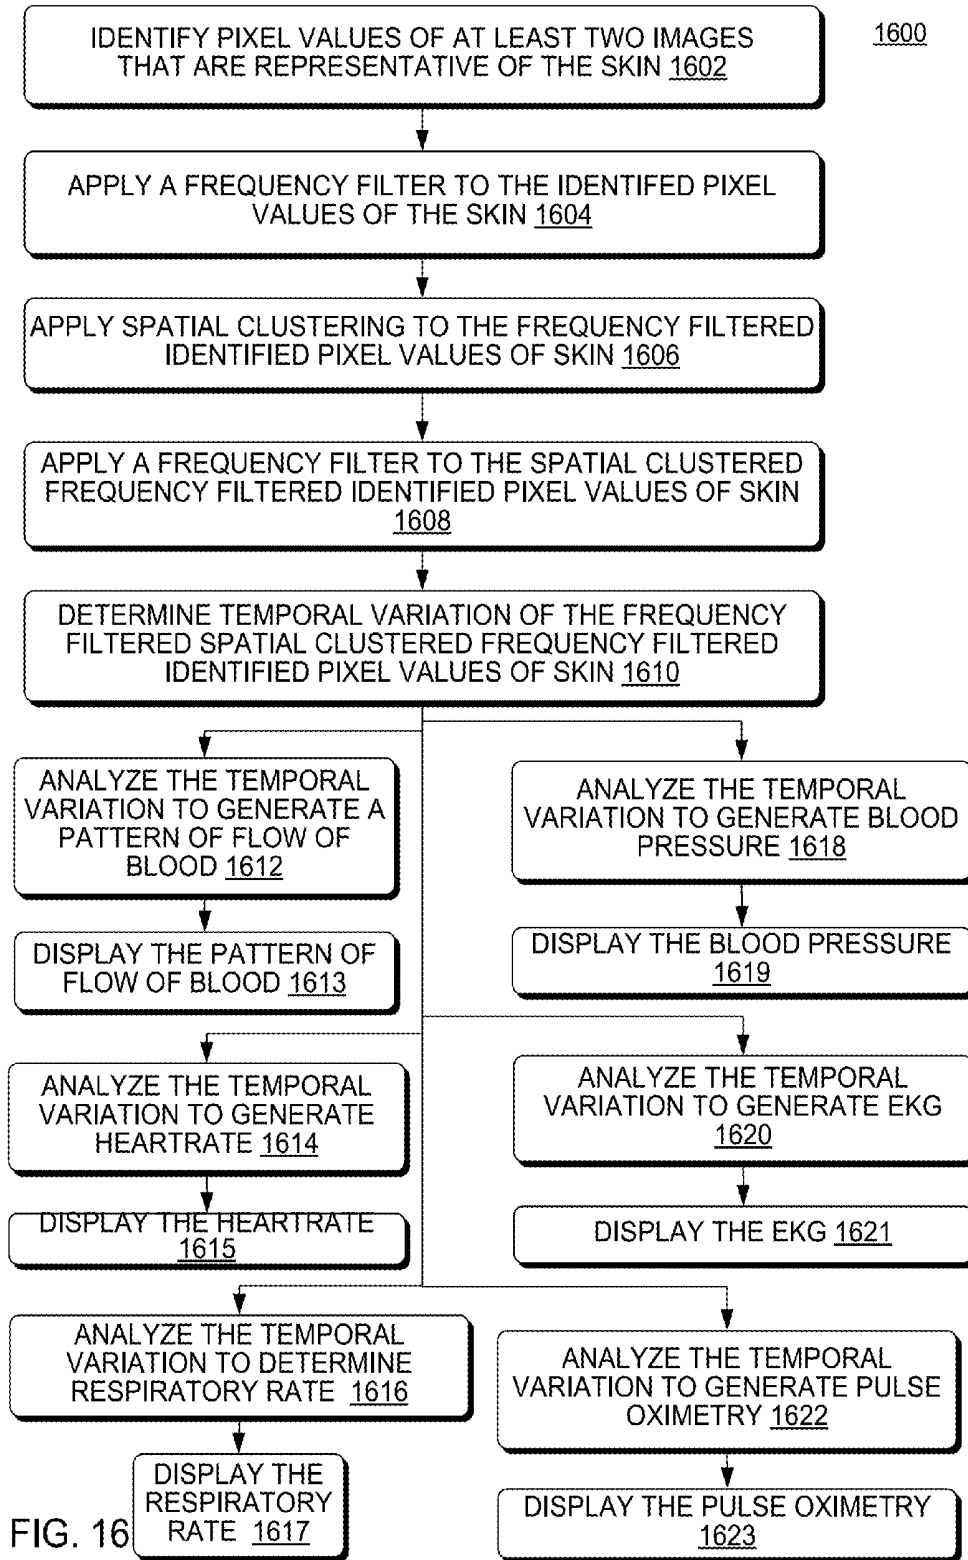 1600
IDENTIFY PIXEL VALUES OF AT LEAST TWO IMAGES
THAT ARE REPRESENTATIVE OF THE SKIN 1602
APPLY A FREQUENCY FILTER TO THE IDENTIFED PIXEL
VALUES OF THE SKIN 1604
APPLY SPATIAL CLUSTERING TO THE FREQUENCY FILTERED
IDENTIFIED PIXEL VALUES OF SKIN 1606
APPLY A FREQUENCY FILTER TO THE SPATIAL CLUSTERED
FREQUENCY FILTERED IDENTIFIED PIXEL VALUES OF SKIN
1608
DETERMINE TEMPORAL VARIATION OF THE FREQUENCY
FILTERED SPATIAL CLUSTERED FREQUENCY FILTERED
IDENTIFIED PIXEL VALUES OF SKIN 1610
ANALYZE THE TEMPORAL
VARIATION TO GENERATE A
PATTERN OF FLOW OF
BLOOD 1612
DISPLAY THE PATTERN OF
FLOW OF BLOOD 1613
ANALYZE THE TEMPORAL
VARIATION TO GENERATE BLOOD
PRESSURE 1618
DISPLAY THE BLOOD PRESSURE
1619
ANALYZE THE TEMPORAL
VARIATION TO GENERATE
HEARTRATE 1614
DISPLAY THE HEARTRATE
1615
ANALYZE THE TEMPORAL
VARIATION TO GENERATE EKG
1620
DISPLAY THE EKG 1621
ANALYZE THE TEMPORAL
VARIATION TO DETERMINE
RESPIRATORY RATE 1616
DISPLAY THE
RESPIRATORY
RATE 1617
ANALYZE THE TEMPORAL
VARIATION TO GENERATE PULSE
OXIMETRY 1622
DISPLAY THE PULSE OXIMETRY
1623
FIG. 16